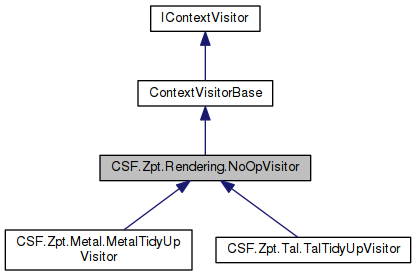 IContextVisitor
ContextVisitorBase
CSF.Zpt.Rendering.NoOpVisitor
CSF.Zpt.Metal.MetalTidyUp
Visitor
CSF.Zpt.Tal.TalTidyUpVisitor